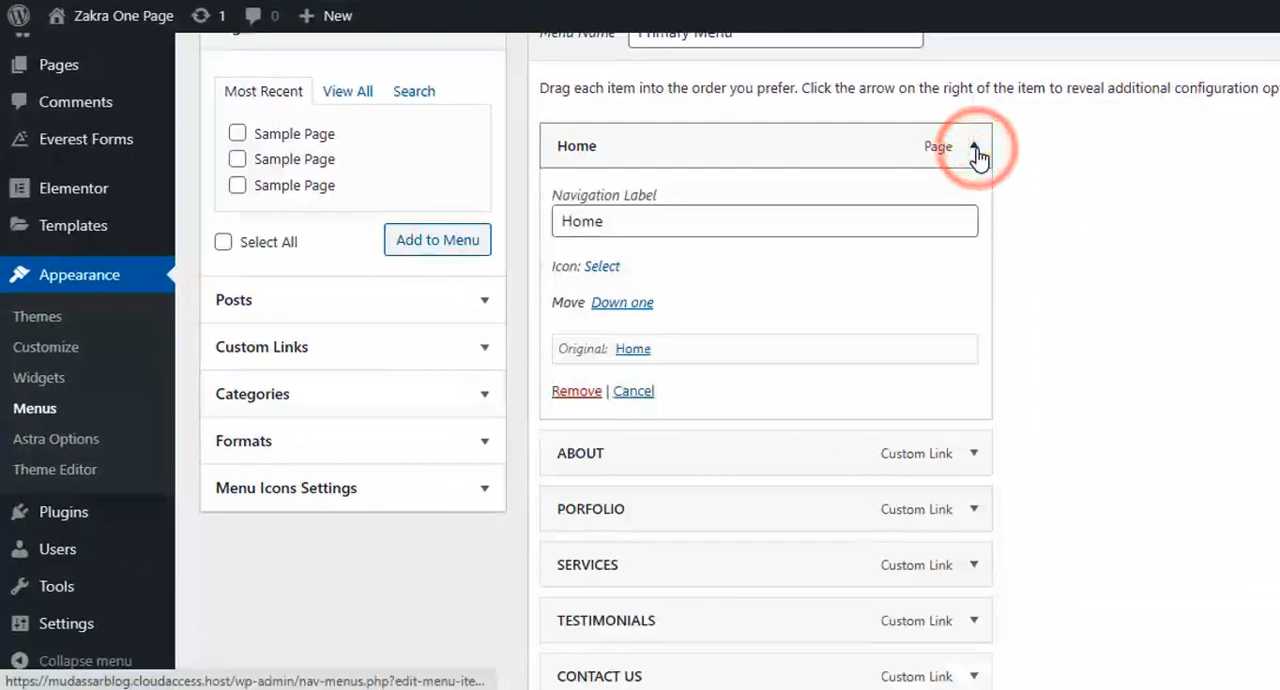 Zakra One Page 1 0 New
Pages
Comments
Everest Forms
Elementor
Templates
Appearance
Themes
Customize
Widgets
Menus
Astra Options
Theme Editor
Plugins
Users
Tools
Settings
Collapse menu
https://mudassarblog.cloudaccess.host/wp-admin/nav-menus.php?edit-menu-ite...
Most Recent View All Search
Sample Page
Sample Page
Sample Page
Select All Add to Menu
Posts
Custom Links
Categories
Formats
Menu Icons Settings
Menu Name Primary Menu
Drag each item into the order you prefer. Click the arrow on the right of the item to reveal additional configuration op
Home Page
Navigation Label
Home
Icon: Select
Move Down one
Original: Home
Remove | Cancel
ABOUT Custom Link
PORFOLIO Custom Link
SERVICES Custom Link
TESTIMONIALS Custom Link
CONTACT US Custom Link